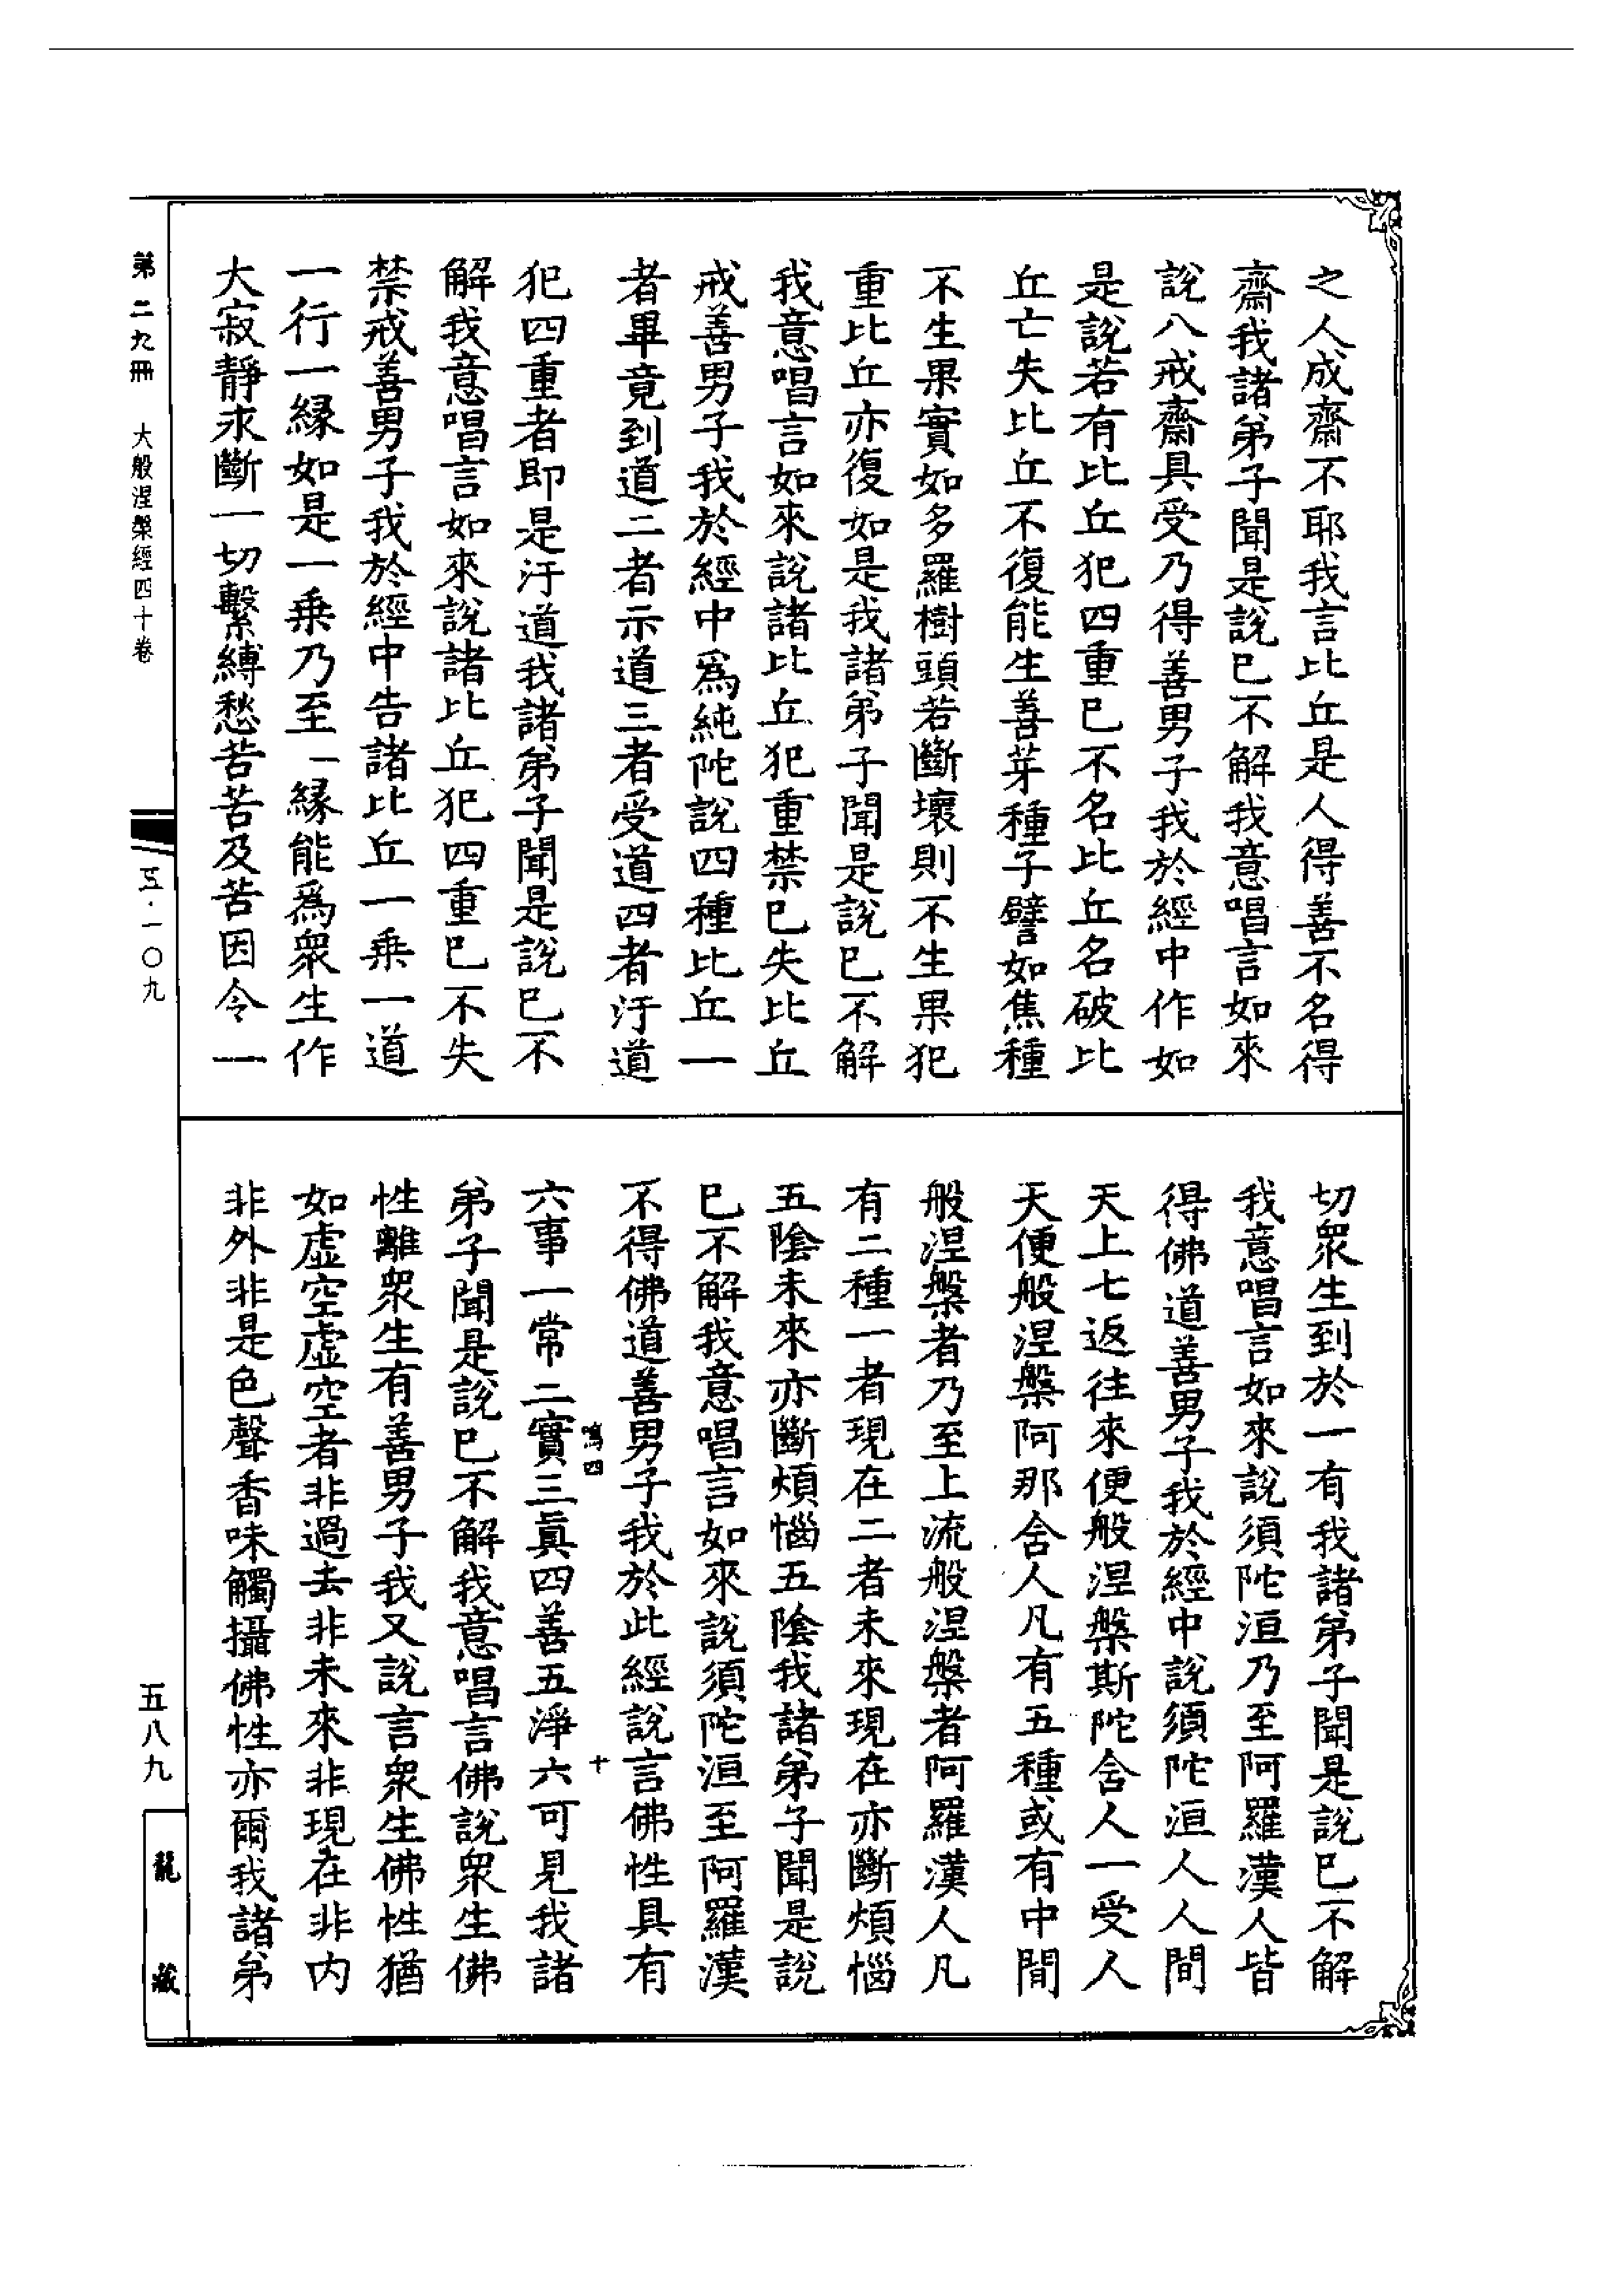 之人成齋不耶我言比丘是人得善不名得
齋我諸弟子聞是說已不解我意唱言如來
說八戒齋具受乃得善男子我於經中作如
是說若有比丘犯四重已不名比丘名破比
丘亡失比丘不復能生善芽種子譬如焦種
不生果實如多羅樹頭若斷壞則不生果犯
重比丘亦復如是我諸弟子聞是說已不解
我意唱言如來說諸比丘犯重禁已失比丘
戒善男子我於經中爲純陀說四種比丘一
者畢竟到道二者示道三者受道四者汙道
犯四重者即是汙道我諸弟子聞是說已不
解我意唱言如來說諸比丘犯四重已不失
禁戒善男子我於經中告諸比丘一乘一道
一行一緣如是一乘乃至一緣能爲衆生作
大寂靜永斷一切繫縛愁苦苦及苦因令一
切衆生到於一有我諸弟子聞是說已不解
我意唱言如來說須陀洹乃至阿羅漢人皆
得佛道善男子我於經中說須陀洹人人間
天上七返往來便般涅槃斯陀含人一受人
天便般涅槃阿那含人凡有五種或有中間
般涅槃者乃至上流般涅槃者阿羅漢人凡
有二種一者現在二者未來現在亦斷煩惱
五陰未來亦斷煩惱五陰我諸弟子聞是說
已不解我意唱言如來說須陀洹至阿羅漢
不得佛道善男子我於此經說言佛性具有
鳴四
十
六事一常二實三眞四善五淨六可見我諸
弟子聞是說已不解我意唱言佛說衆生佛
性離衆生有善男子我又說言衆生佛性猶
如虛空虛空者非過去非未來非現在非內
非外非是色聲香味觸攝佛性亦爾我諸弟
第二九冊 大般涅槃經四十卷
五·一〇九
五八九
龍藏